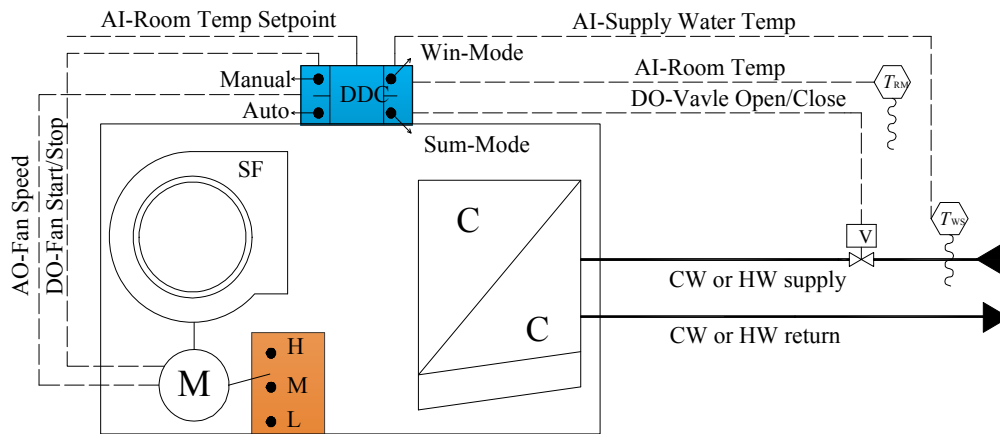 AI-Room Temp Setpoint
AI-Supply Water Temp
Win-Mode
Manual
DDC
AI-Room Temp
TRM
Auto
DO-Vavle Open/Close
Sum-Mode
AO-Fan Speed
DO-Fan Start/Stop
SF
C
C
V
TWS
CW or HW supply
CW or HW return
M
H
M
L